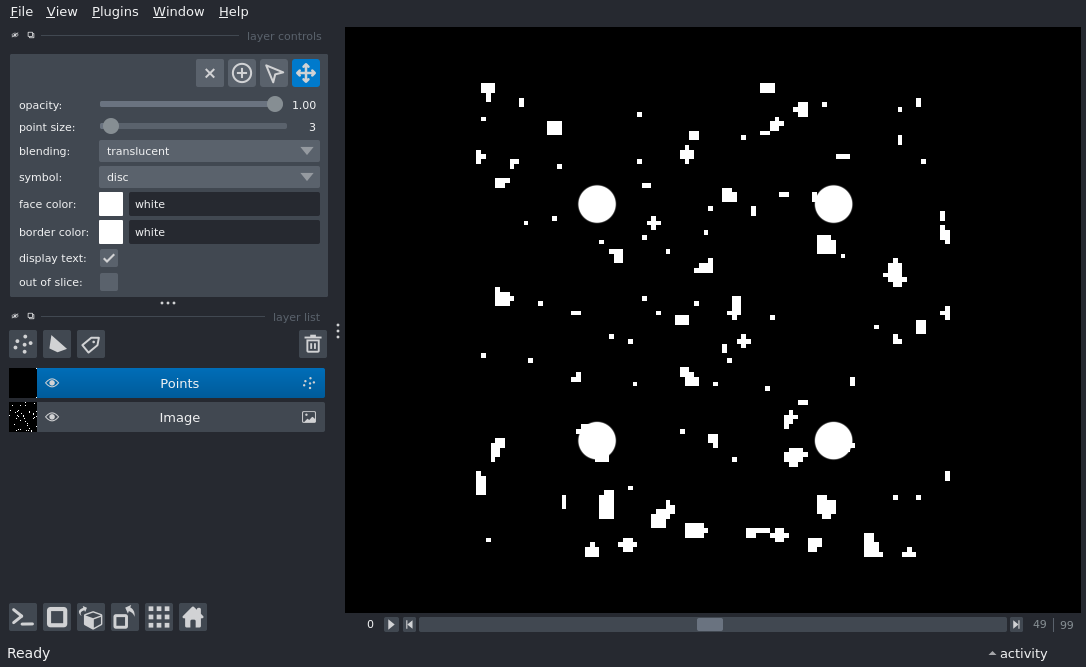 File View Plugins Window Help
layer controls
opacity: 1.00
point size: 3
blending: translucent
symbol: disc
face color: white
border color: white
display text:
out of slice:
layer list
Points
Image
0 49 99
Ready activity